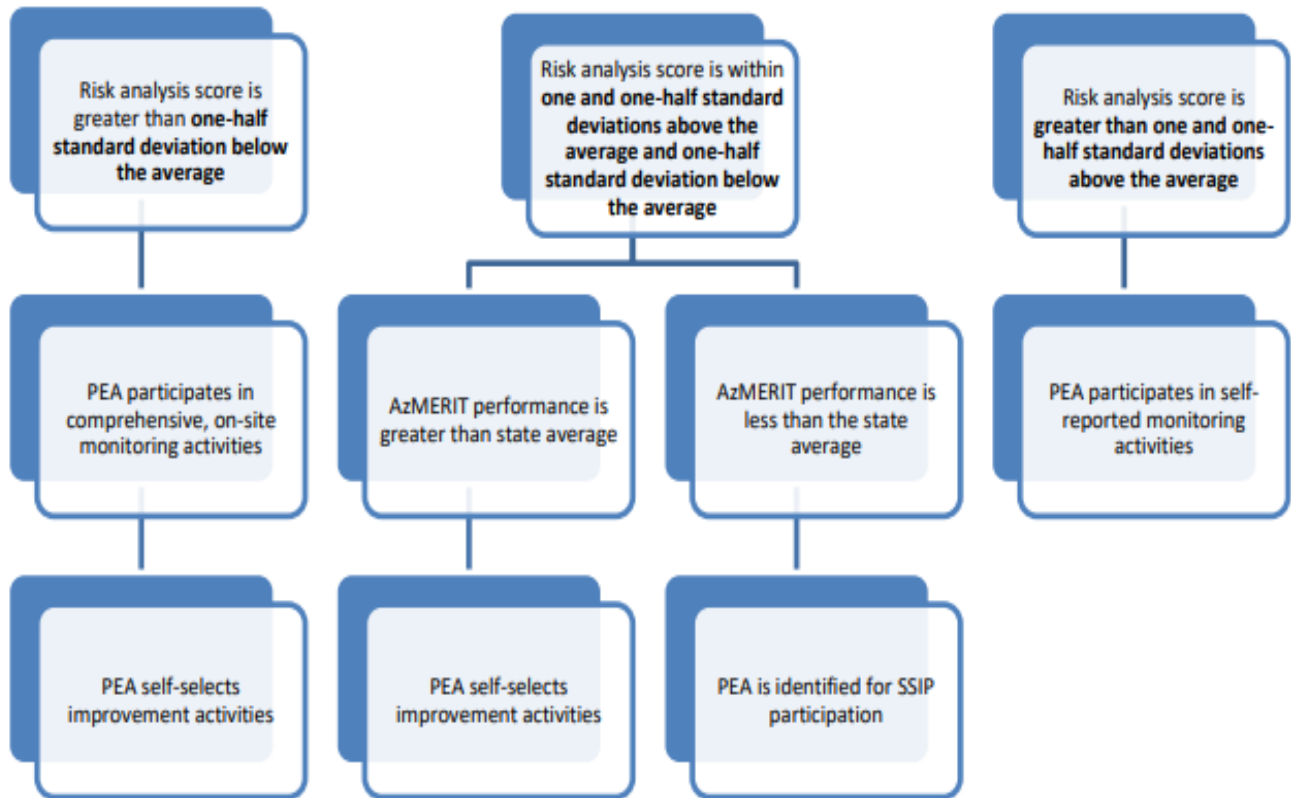 Risk analysis score is
greater than one-half
standard deviation below
the average
Risk analysis score is within
one and one-half standard
deviations above the
average and one-half
standard deviation below
the average
Risk analysis score is
greater than one and one-
half standard deviations
above the average
PEA participates in
comprehensive, on-site
monitoring activities
AzMERIT performance is
greater than state average
AzMERIT performance is
less than the state
average
PEA participates in self-
reported monitoring
activities
PEA self-selects
improvement activities
PEA self-selects
improvement activities
PEA is identified for SSIP
participation